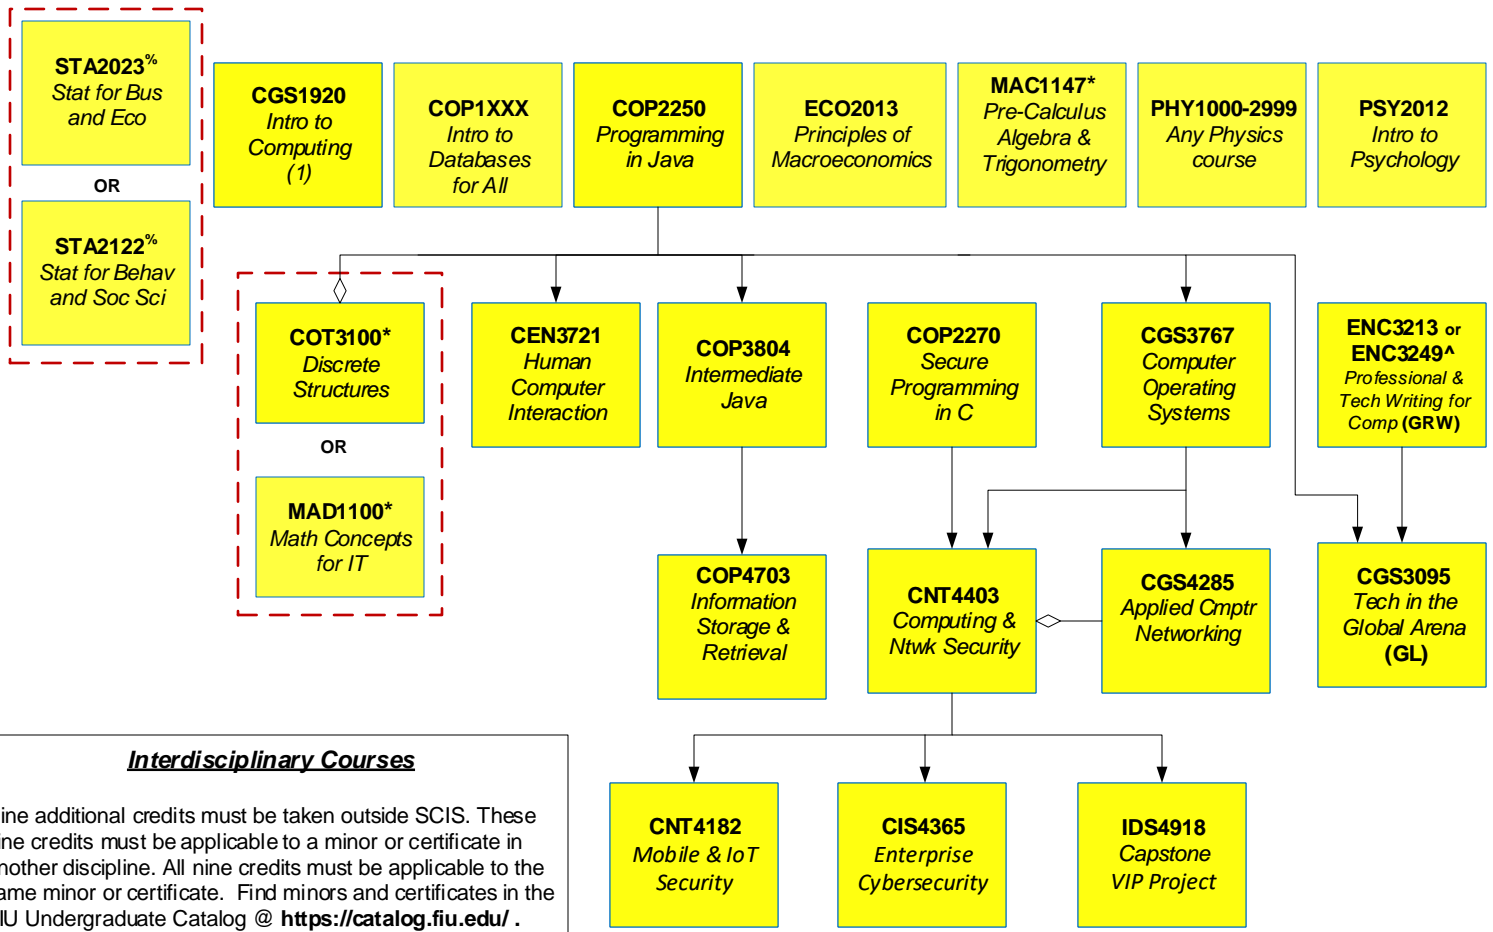 STA2023%
Stat for Bus
and Eco
OR
STA2122%
Stat for Behav
and Soc Sci
CGS1920
Intro to
Computing
(1)
COP1XXX
Intro to
Databases
for All
COP2250
Programming
in Java
ECO2013
Principles of
Macroeconomics
MAC1147*
Pre-Calculus
Algebra &
Trigonometry
PHY1000-2999
Any Physics
course
PSY2012
Intro to
Psychology
COT3100*
Discrete
Structures
OR
MAD1100*
Math Concepts
for IT
CEN3721
Human
Computer
Interaction
COP3804
Intermediate
Java
COP2270
Secure
Programming
in C
CGS3767
Computer
Operating
Systems
ENC3213 or
ENC3249^
Professional &
Tech Writing for
Comp (GRW)
COP4703
Information
Storage &
Retrieval
CNT4403
Computing &
Ntwk Security
CGS4285
Applied Cmptr
Networking
CGS3095
Tech in the
Global Arena
(GL)
Interdisciplinary Courses
ine additional credits must be taken outside SCIS. These
ine credits must be applicable to a minor or certificate in
nother discipline. All nine credits must be applicable to the
ame minor or certificate. Find minors and certificates in the
IU Undergraduate Catalog @ https://catalog.fiu.edu/ .
CNT4182
Mobile & IoT
Security
CIS4365
Enterprise
Cybersecurity
IDS4918
Capstone
VIP Project